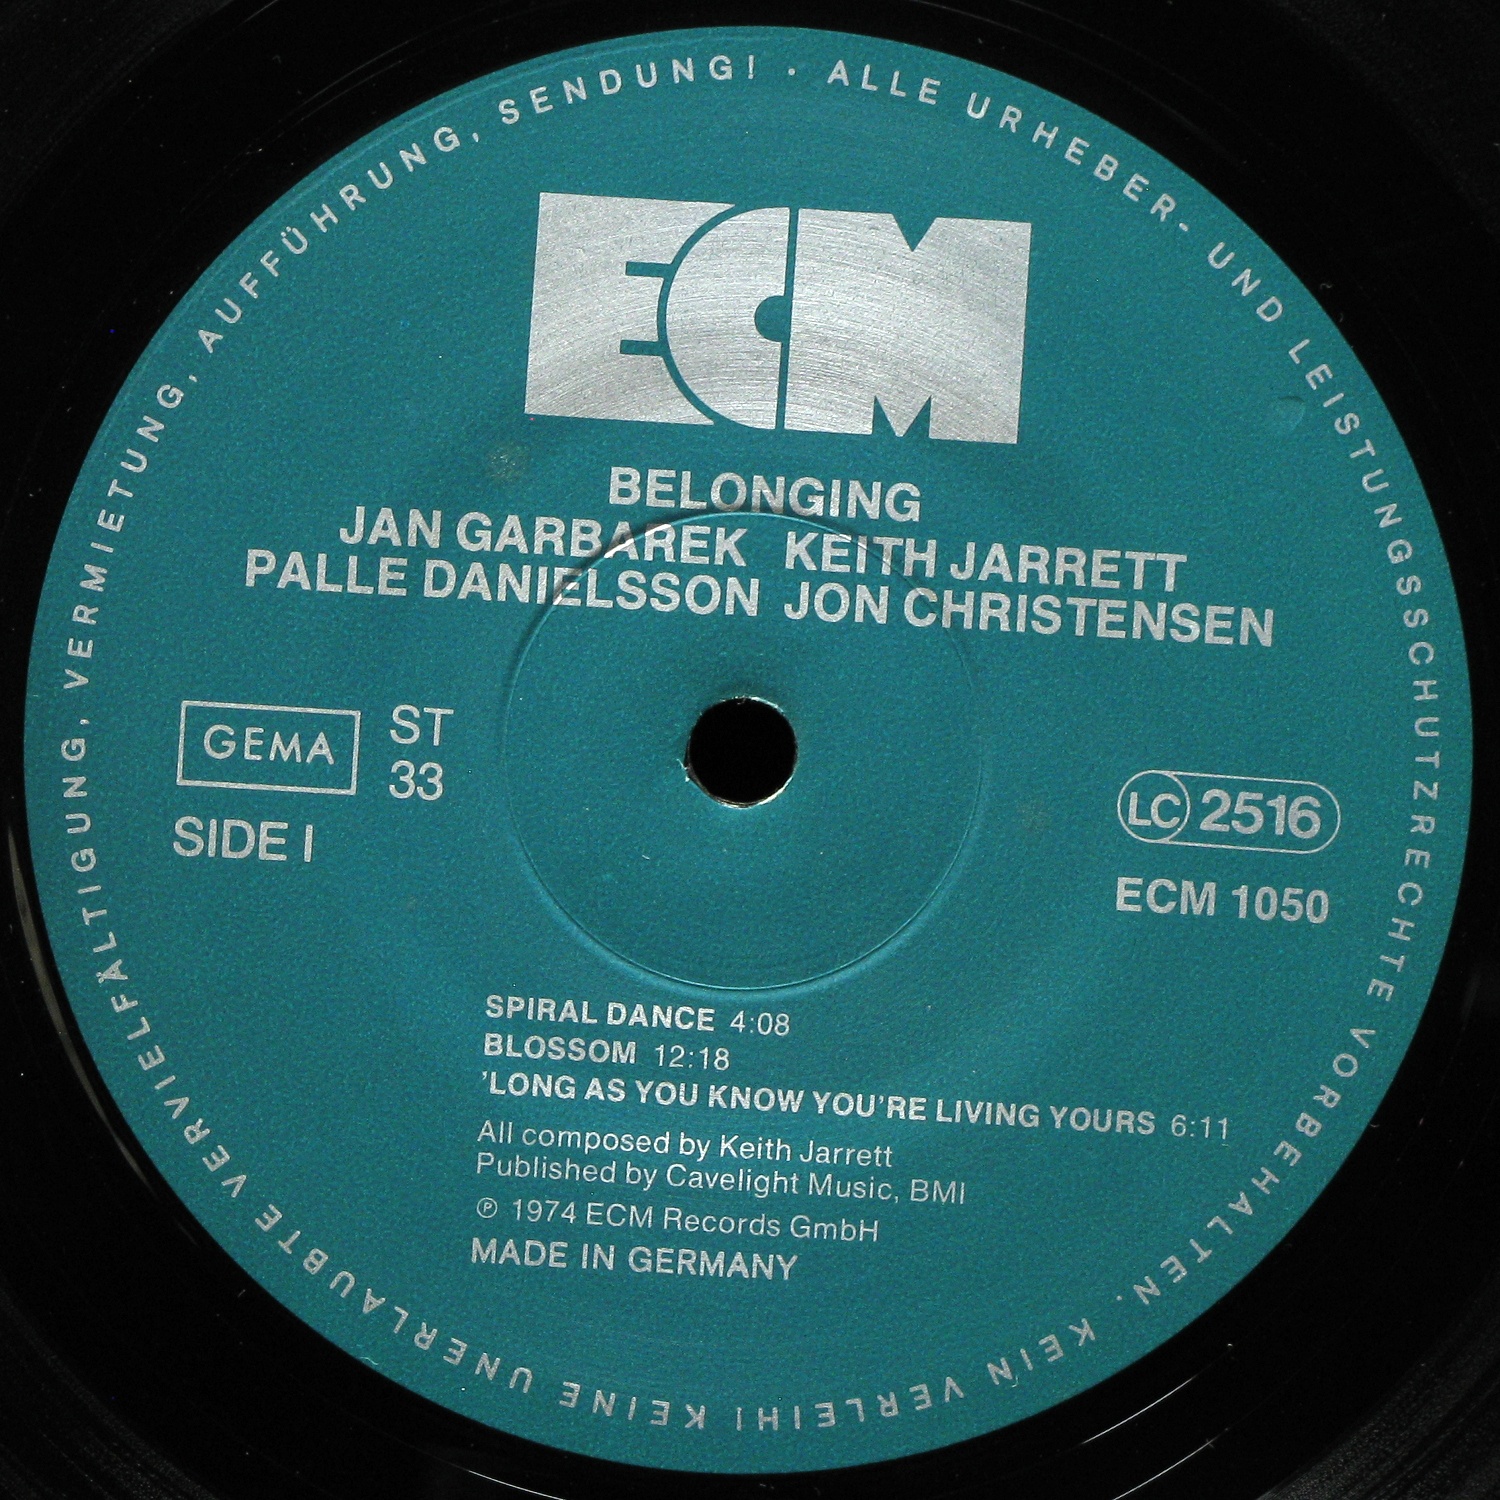 ALLE URHEBER- UND LEISTUNGSSCHUTZRECHTE VORBEHALTEN. KEIN VERLEIH! KEINE UNERLAUBTE VERVIELFÄLTIGUNG, VERMIETUNG, AUFFÜHRUNG, SENDUNG! ·
ECM
BELONGING
JAN GARBAREK KEITH JARRETT
PALLE DANIELSSON JON CHRISTENSEN
GEMA
ST
33
SIDE I
LC 2516
ECM 1050
SPIRAL DANCE 4:08
BLOSSOM 12:18
'LONG AS YOU KNOW YOU'RE LIVING YOURS 6:11
All composed by Keith Jarrett
Published by Cavelight Music, BMI
℗ 1974 ECM Records GmbH
MADE IN GERMANY